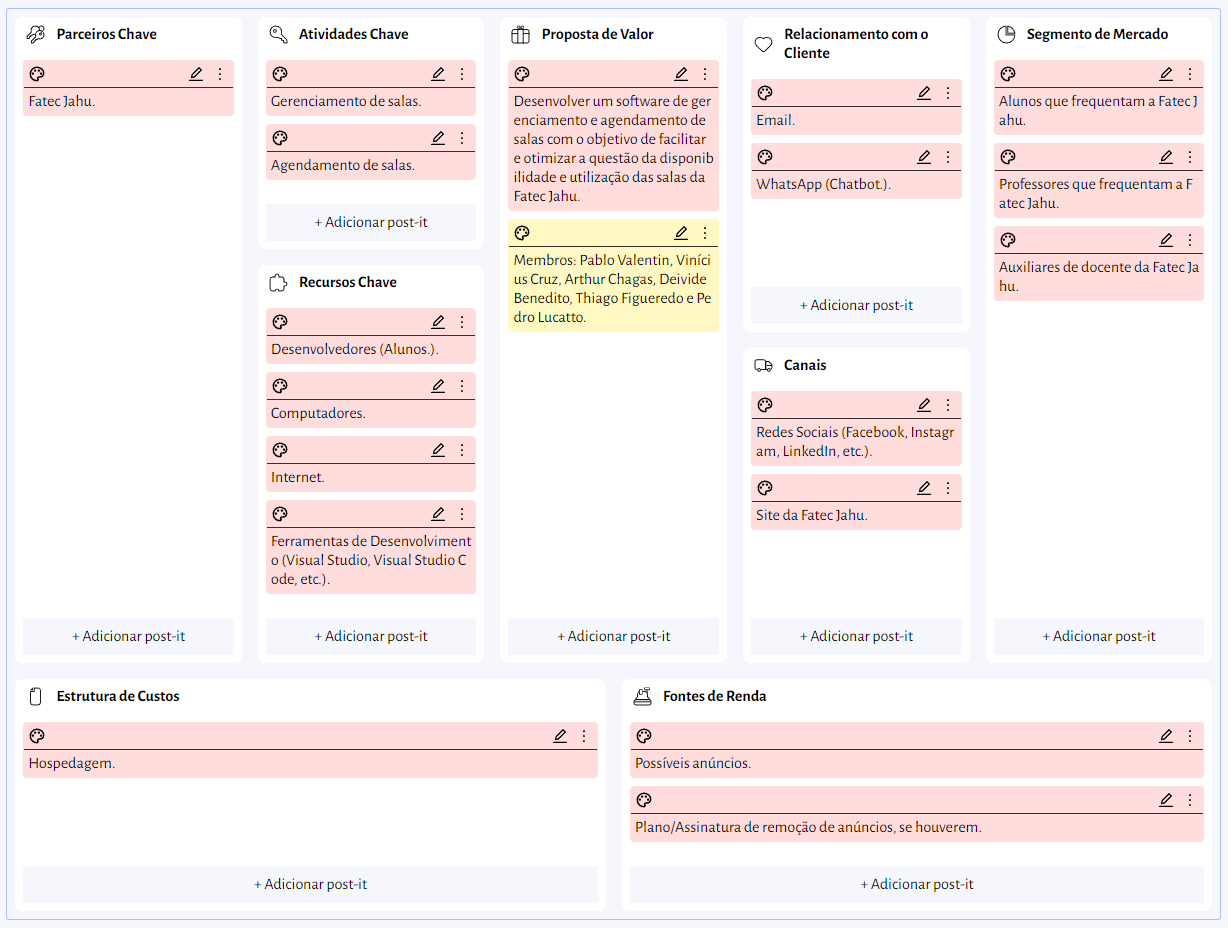 Parceiros Chave
Fatec Jahu.
+ Adicionar post-it
Atividades Chave
Gerenciamento de salas.
Agendamento de salas.
+ Adicionar post-it
Recursos Chave
Desenvolvedores (Alunos.).
Computadores.
Internet.
Ferramentas de Desenvolviment
o (Visual Studio, Visual Studio C
ode, etc.).
+ Adicionar post-it
Proposta de Valor
Desenvolver um software de ger
enciamento e agendamento de
salas com o objetivo de facilitar
e otimizar a questão da disponib
ilidade e utilização das salas da
Fatec Jahu.
Membros: Pablo Valentin, Viníci
us Cruz, Arthur Chagas, Deivide
Benedito, Thiago Figueredo e Pe
dro Lucatto.
+ Adicionar post-it
Relacionamento com o
Cliente
Email.
WhatsApp (Chatbot.).
+ Adicionar post-it
Canais
Redes Sociais (Facebook, Instagr
am, LinkedIn, etc.).
Site da Fatec Jahu.
+ Adicionar post-it
Segmento de Mercado
Alunos que frequentam a Fatec J
ahu.
Professores que frequentam a F
atec Jahu.
Auxiliares de docente da Fatec Ja
hu.
+ Adicionar post-it
Estrutura de Custos
Hospedagem.
+ Adicionar post-it
Fontes de Renda
Possíveis anúncios.
Plano/Assinatura de remoção de anúncios, se houverem.
+ Adicionar post-it